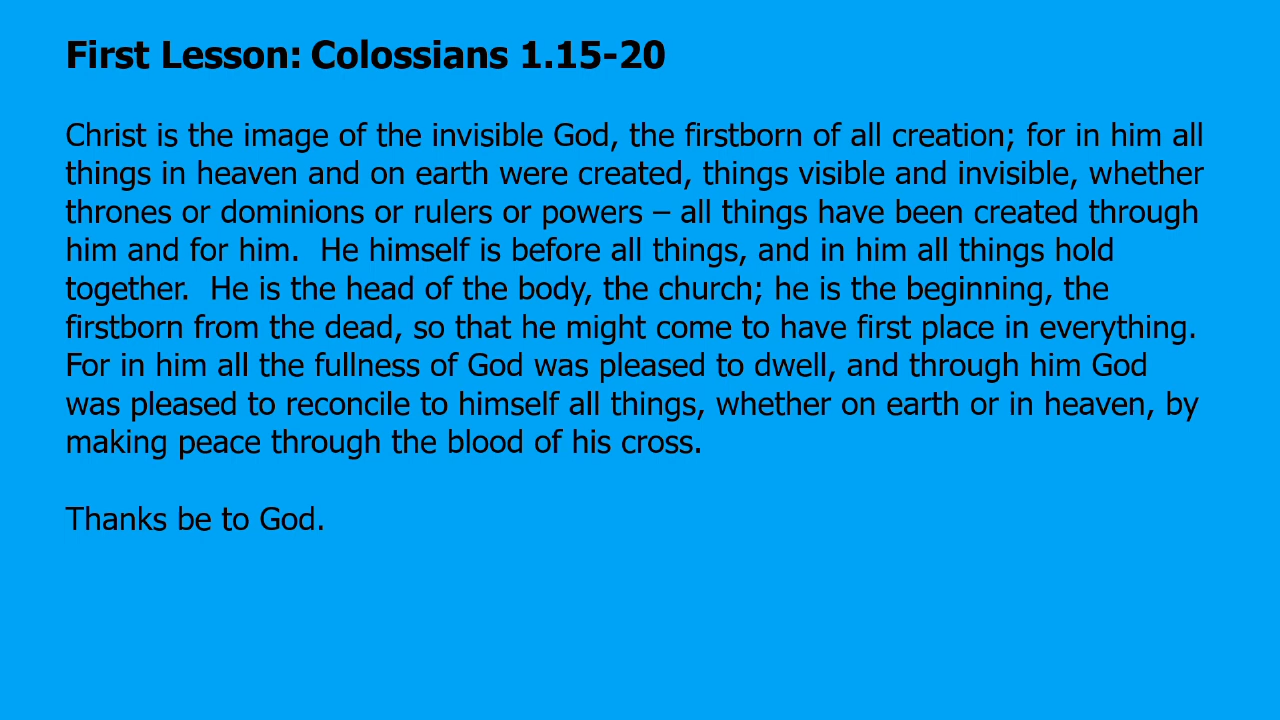 First Lesson: Colossians 1.15-20
Christ is the image of the invisible God, the firstborn of all creation; for in him all
things in heaven and on earth were created, things visible and invisible, whether
thrones or dominions or rulers or powers – all things have been created through
him and for him.  He himself is before all things, and in him all things hold
together.  He is the head of the body, the church; he is the beginning, the
firstborn from the dead, so that he might come to have first place in everything.
For in him all the fullness of God was pleased to dwell, and through him God
was pleased to reconcile to himself all things, whether on earth or in heaven, by
making peace through the blood of his cross.
Thanks be to God.